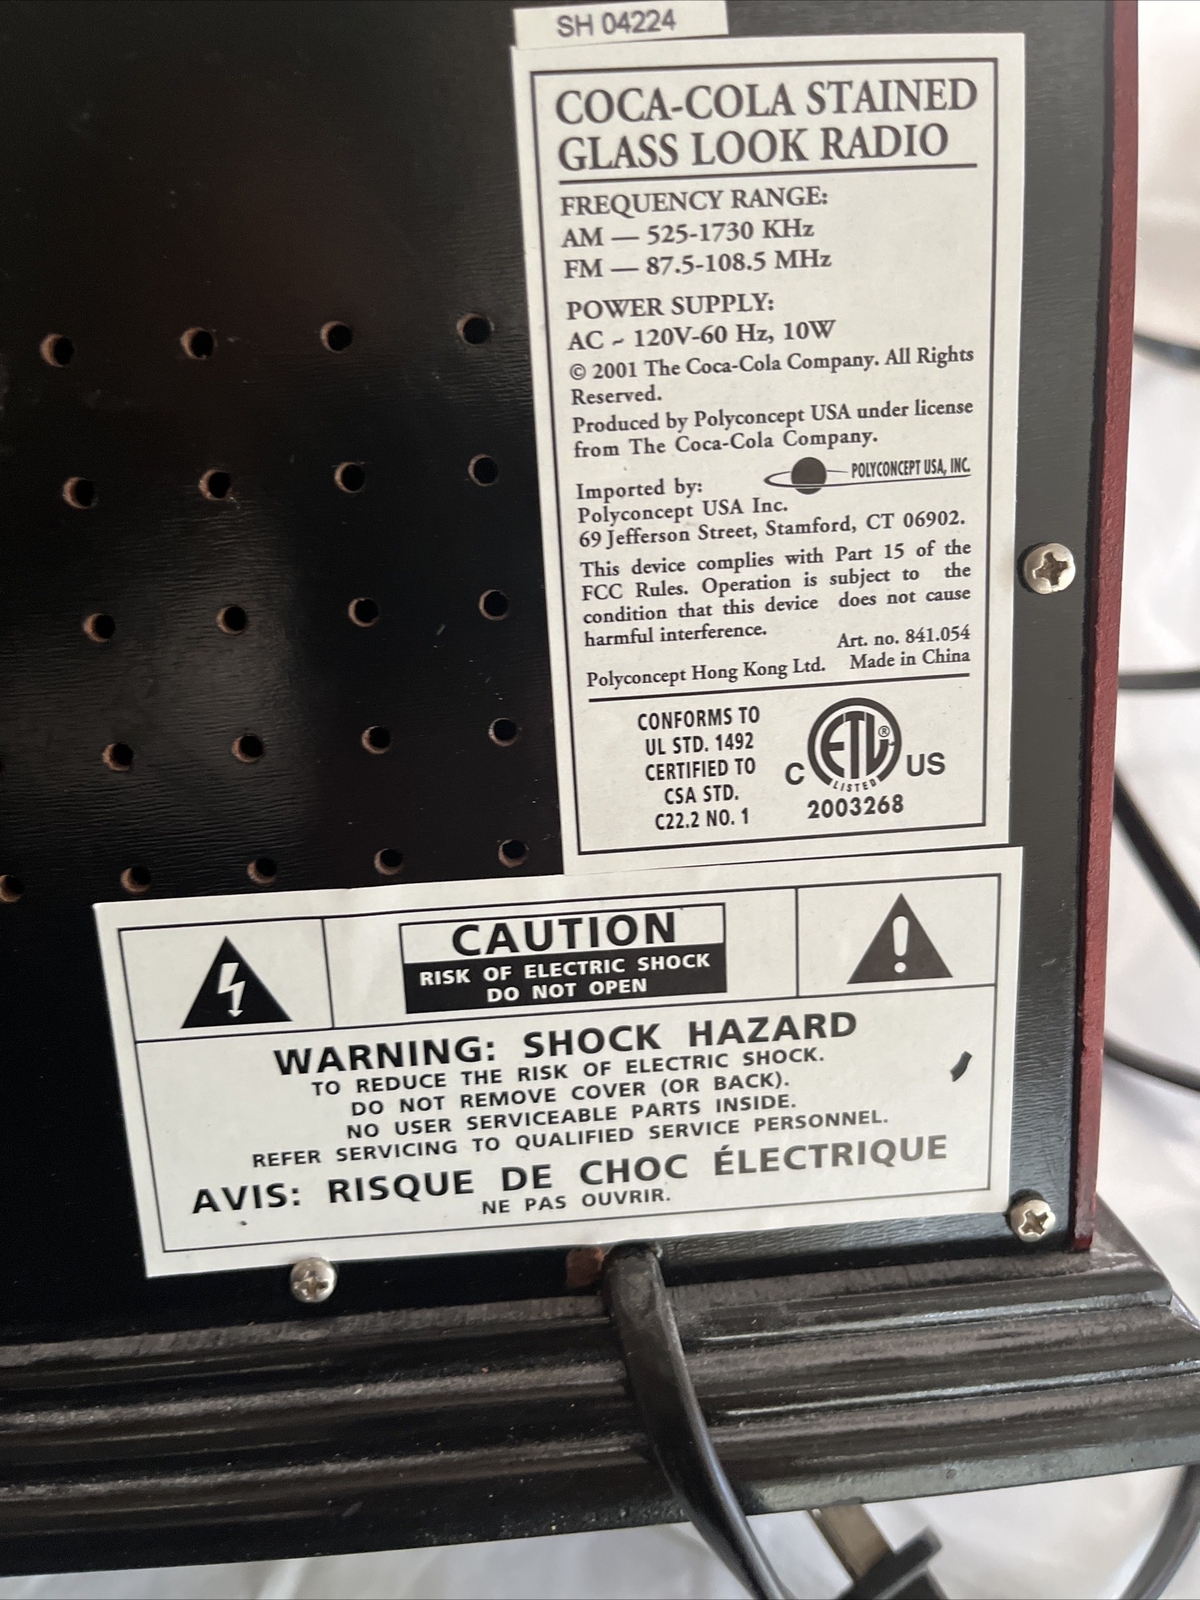 SH 04224
COCA-COLA STAINED
GLASS LOOK RADIO
FREQUENCY RANGE:
AM — 525-1730 KHz
FM — 87.5-108.5 MHz
POWER SUPPLY:
AC ~ 120V-60 Hz, 10W
© 2001 The Coca-Cola Company. All Rights
Reserved.
Produced by Polyconcept USA under license
from The Coca-Cola Company.
POLYCONCEPT USA, INC.
Imported by:
Polyconcept USA Inc.
69 Jefferson Street, Stamford, CT 06902.
This device complies with Part 15 of the
FCC Rules. Operation is subject to the
condition that this device does not cause
harmful interference.
Art. no. 841.054
Polyconcept Hong Kong Ltd. Made in China
CONFORMS TO
UL STD. 1492
CERTIFIED TO
CSA STD.
C22.2 NO. 1
C ETL® US
LISTED
2003268
CAUTION
RISK OF ELECTRIC SHOCK
DO NOT OPEN
WARNING: SHOCK HAZARD
TO REDUCE THE RISK OF ELECTRIC SHOCK.
DO NOT REMOVE COVER (OR BACK).
NO USER SERVICEABLE PARTS INSIDE.
REFER SERVICING TO QUALIFIED SERVICE PERSONNEL.
AVIS: RISQUE DE CHOC ÉLECTRIQUE
NE PAS OUVRIR.